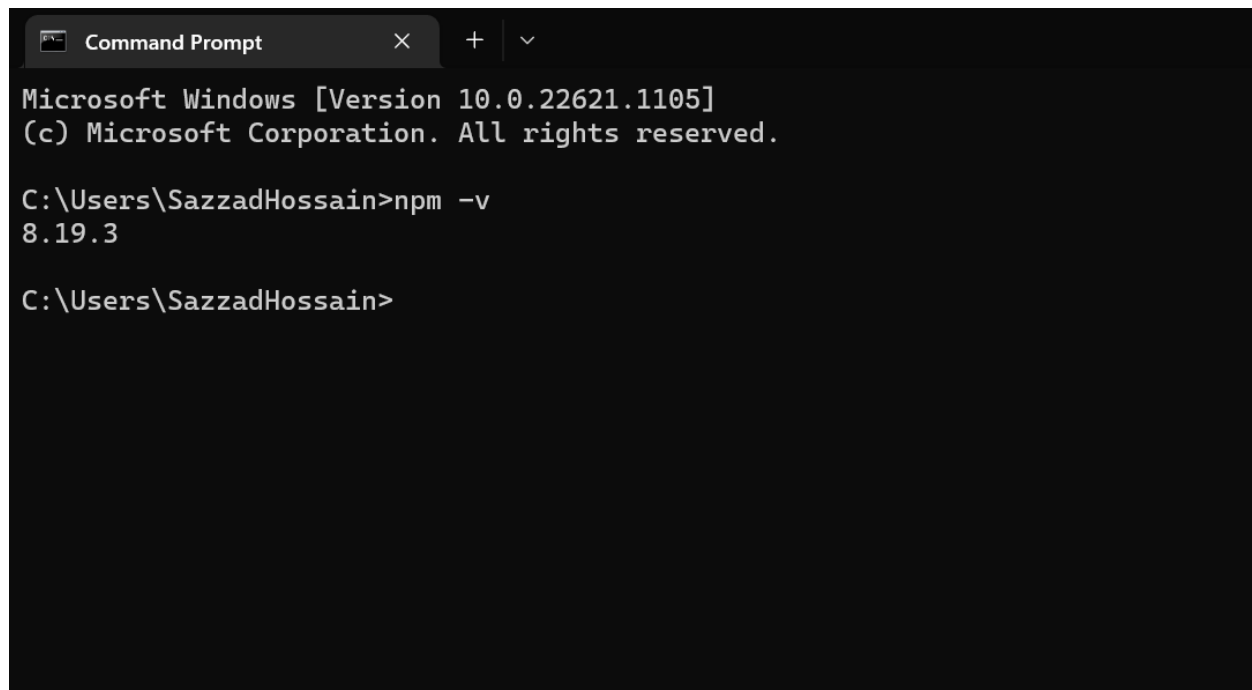 Command Prompt
Microsoft Windows [Version 10.0.22621.1105]
(c) Microsoft Corporation. All rights reserved.
C:\Users\SazzadHossain>npm -v
8.19.3
C:\Users\SazzadHossain>